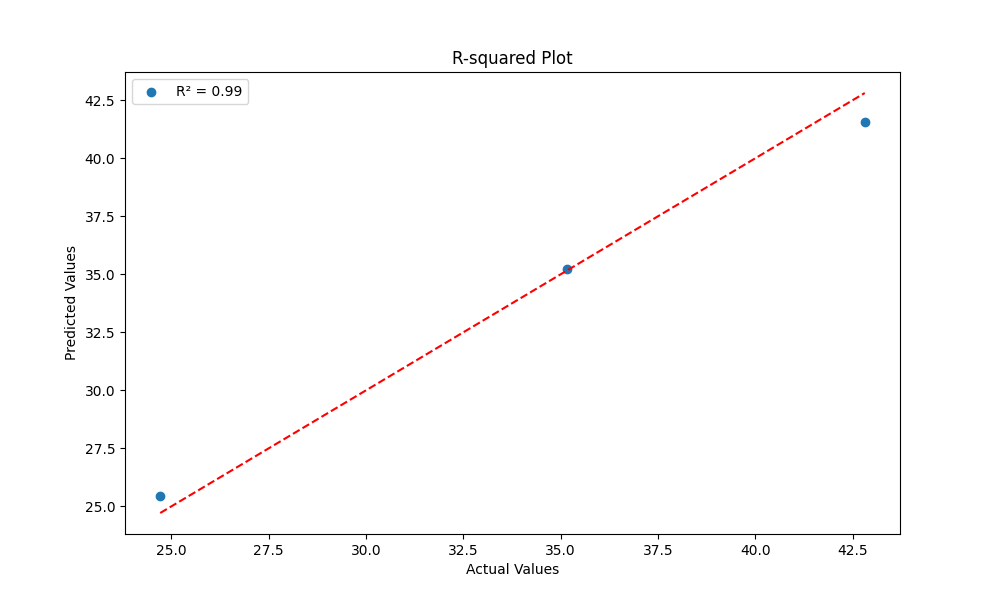 R-squared Plot
R² = 0.99
Predicted Values
42.5
40.0
37.5
35.0
32.5
30.0
27.5
25.0
25.0 27.5 30.0 32.5 35.0 37.5 40.0 42.5
Actual Values